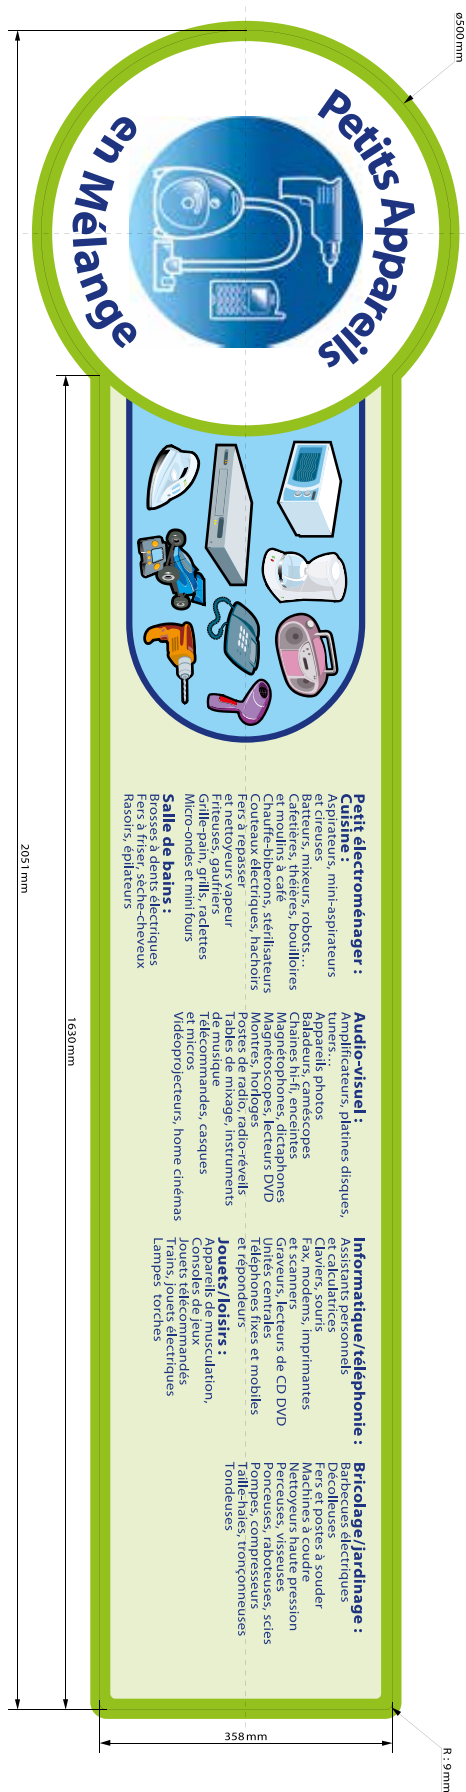 ø500 mm
Petits Appareils
en Mélange
2051 mm
1630 mm
Petit électroménager :
Cuisine :
Aspirateurs, mini-aspirateurs
et cireuses
Batteurs, mixeurs, robots…
Cafetières, théières, bouilloires
et moulins à café
Chauffe-biberons, stérilisateurs
Couteaux électriques, hachoirs
Fers à repasser
et nettoyeurs vapeur
Friteuses, gaufriers
Grille-pain, grills, raclettes
Micro-ondes et mini fours
Salle de bains :
Brosses à dents électriques
Fers à friser, sèche-cheveux
Rasoirs, épilateurs
Audio-visuel :
Amplificateurs, platines disques,
tuners…
Appareils photos
Baladeurs, caméscopes
Chaines hi-fi, enceintes
Magnétophones, dictaphones
Magnétoscopes, lecteurs DVD
Montres, horloges
Postes de radio, radio-réveils
Tables de mixage, instruments
de musique
Télécommandes, casques
et micros
Vidéoprojecteurs, home cinémas
Informatique/téléphonie :
Assistants personnels
et calculatrices
Claviers, souris
Fax, modems, imprimantes
et scanners
Graveurs, lecteurs de CD DVD
Unités centrales
Téléphones fixes et mobiles
et répondeurs
Jouets/loisirs :
Appareils de musculation,
Consoles de jeux
Jouets télécommandés
Trains, jouets électriques
Lampes torches
Bricolage/jardinage :
Barbecues électriques
Décolleuses
Fers et postes à souder
Machines à coudre
Nettoyeurs haute pression
Perceuses, visseuses
Ponceuses, raboteuses, scies
Pompes, compresseurs
Taille-haies, tronçonneuses
Tondeuses
358 mm
R : 9mm